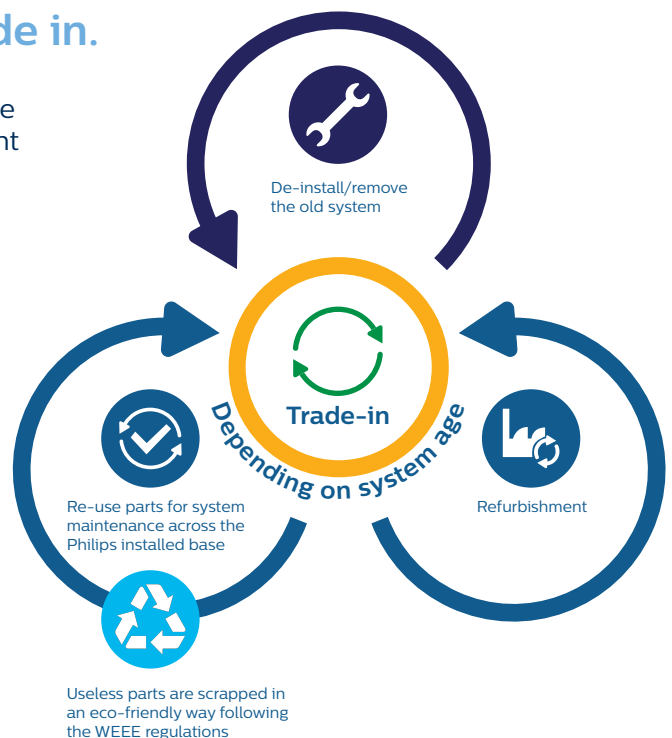 de in.
e
nt
De-install/remove
the old system
Trade-in
Depending on system age
Re-use parts for system
maintenance across the
Philips installed base
Refurbishment
Useless parts are scrapped in
an eco-friendly way following
the WEEE regulations